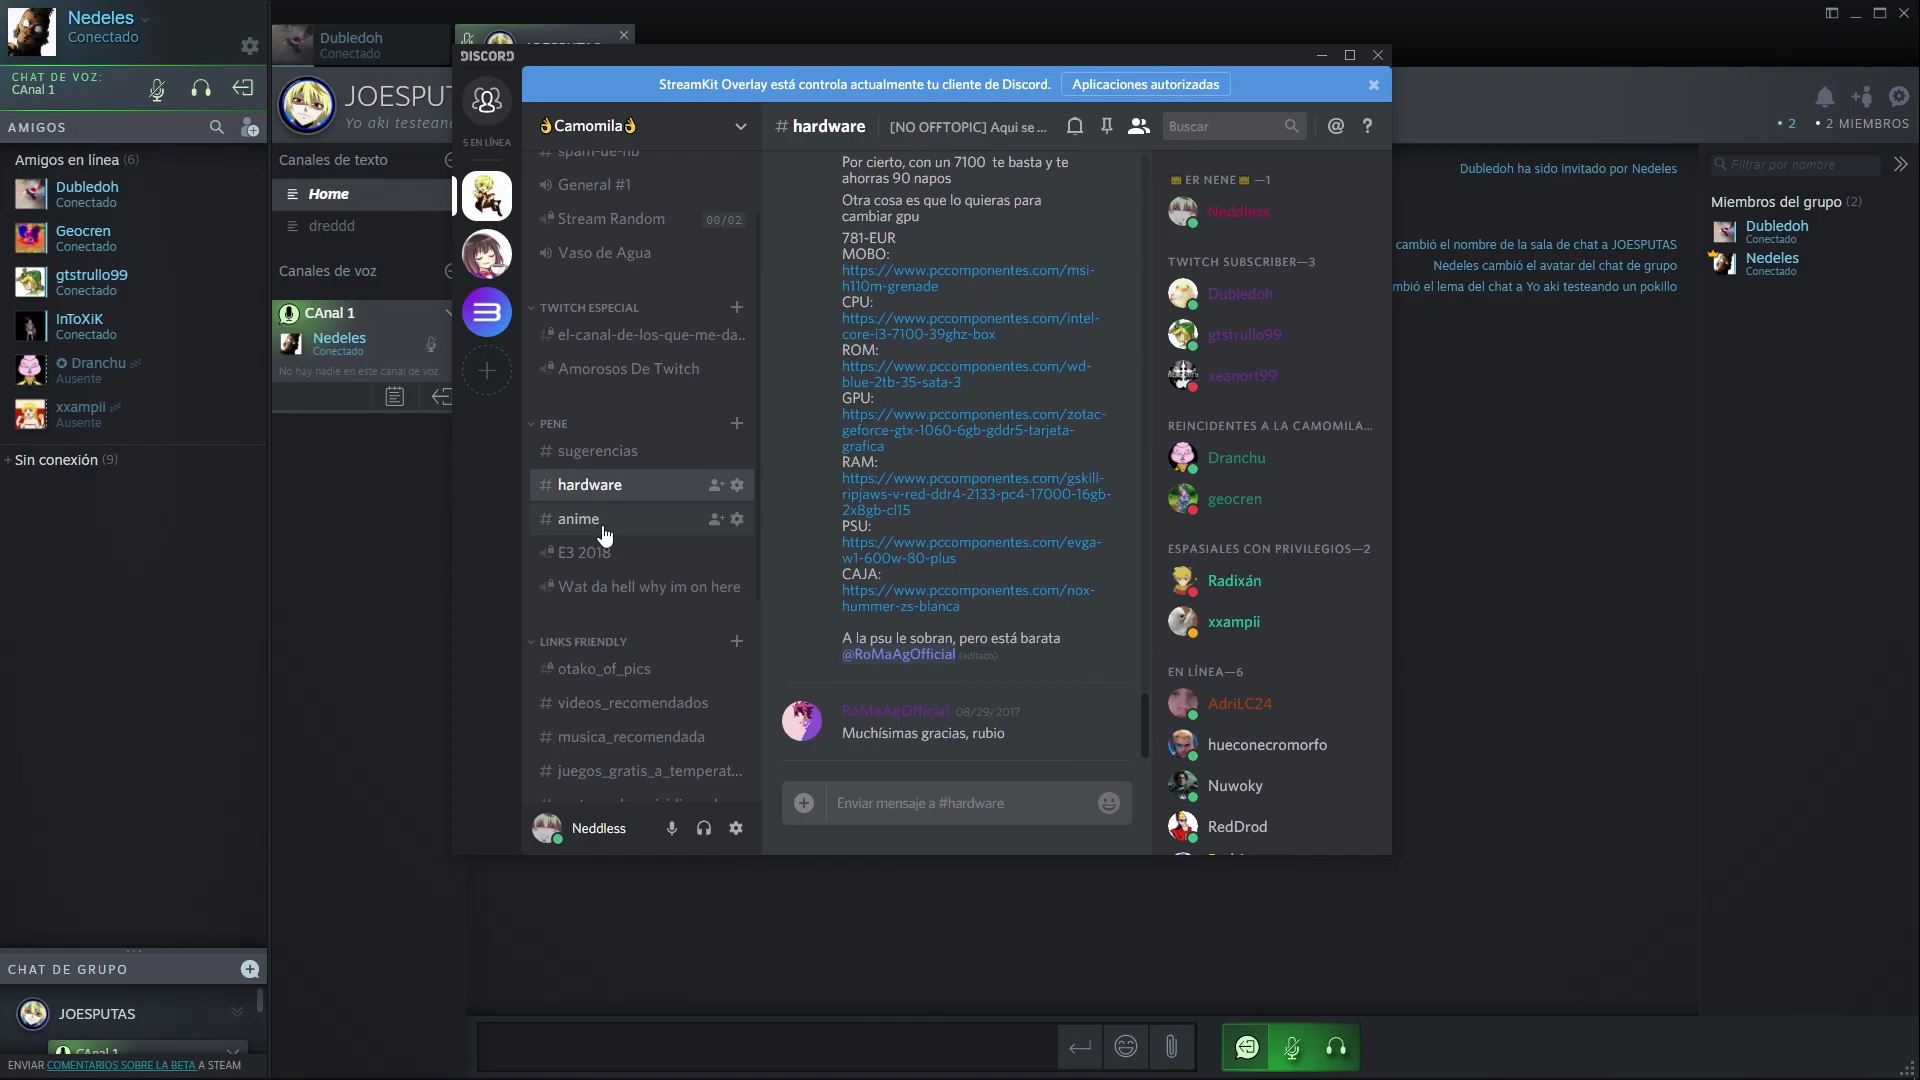 Nedeles
Conectado
CHAT DE VOZ:
CAnal 1
AMIGOS
Amigos en línea (6)
Dubledoh
Conectado
Geocren
Conectado
gtstrullo99
Conectado
InToXiK
Conectado
Dranchu zzz
Ausente
xxampii zzz
Ausente
+ Sin conexión (9)
CHAT DE GRUPO
JOESPUTAS
CAnal 1
ENVIAR COMENTARIOS SOBRE LA BETA A STEAM
Dubledoh
Conectado
JOESPUT
Yo aki testean
Canales de texto
Home
dreddd
Canales de voz
CAnal 1
Nedeles
Conectado
No hay nadie en este canal de voz
DISCORD
5 EN LÍNEA
StreamKit Overlay está controla actualmente tu cliente de Discord.
Aplicaciones autorizadas
👌Camomila👌
General #1
Stream Random 00/02
Vaso de Agua
TWITCH ESPECIAL
el-canal-de-los-que-me-da...
Amorosos De Twitch
PENE
# sugerencias
# hardware
# anime
E3 2018
Wat da hell why im on here
LINKS FRIENDLY
otako_of_pics
# videos_recomendados
# musica_recomendada
# juegos_gratis_a_temperat...
Neddless
# hardware
[NO OFFTOPIC] Aqui se ...
Buscar
Por cierto, con un 7100 te basta y te
ahorras 90 napos
Otra cosa es que lo quieras para
cambiar gpu
781-EUR
MOBO:
https://www.pccomponentes.com/msi-
h110m-grenade
CPU:
https://www.pccomponentes.com/intel-
core-i3-7100-39ghz-box
ROM:
https://www.pccomponentes.com/wd-
blue-2tb-35-sata-3
GPU:
https://www.pccomponentes.com/zotac-
geforce-gtx-1060-6gb-gddr5-tarjeta-
grafica
RAM:
https://www.pccomponentes.com/gskill-
ripjaws-v-red-ddr4-2133-pc4-17000-16gb-
2x8gb-cl15
PSU:
https://www.pccomponentes.com/evga-
w1-600w-80-plus
CAJA:
https://www.pccomponentes.com/nox-
hummer-zs-blanca
A la psu le sobran, pero está barata
@RoMaAgOfficial (editado)
RoMaAgOfficial 08/29/2017
Muchísimas gracias, rubio
Enviar mensaje a #hardware
👑ER NENE👑—1
Neddless
TWITCH SUBSCRIBER—3
Dubledoh
gtstrullo99
xeanort99
REINCIDENTES A LA CAMOMILA...
Dranchu
geocren
ESPASIALES CON PRIVILEGIOS—2
Radixán
xxampii
EN LÍNEA—6
AdriLC24
hueconecromorfo
Nuwoky
RedDrod
• 2 • 2 MIEMBROS
Dubledoh ha sido invitado por Nedeles
cambió el nombre de la sala de chat a JOESPUTAS
Nedeles cambió el avatar del chat de grupo
mbió el lema del chat a Yo aki testeando un pokillo
Filtrar por nombre
Miembros del grupo (2)
Dubledoh
Conectado
Nedeles
Conectado